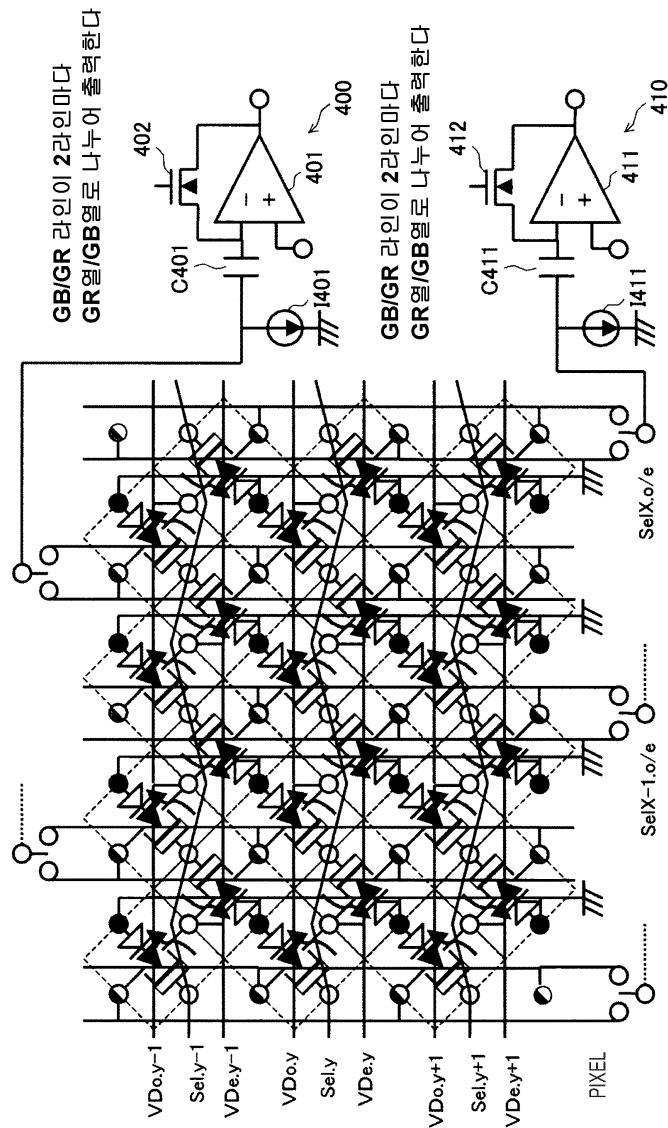 GB/GR 라인이 2라인마다
GR열/GB열로 나누어 출력한다
402
401
400
C401
I401
GB/GR 라인이 2라인마다
GR열/GB열로 나누어 출력한다
412
411
410
C411
I411
SelX.o/e
SelX-1.o/e
VDo.y-1
Sel.y-1
VDe.y-1
VDo.y
Sel.y
VDe.y
VDo.y+1
Sel.y+1
VDe.y+1
PIXEL